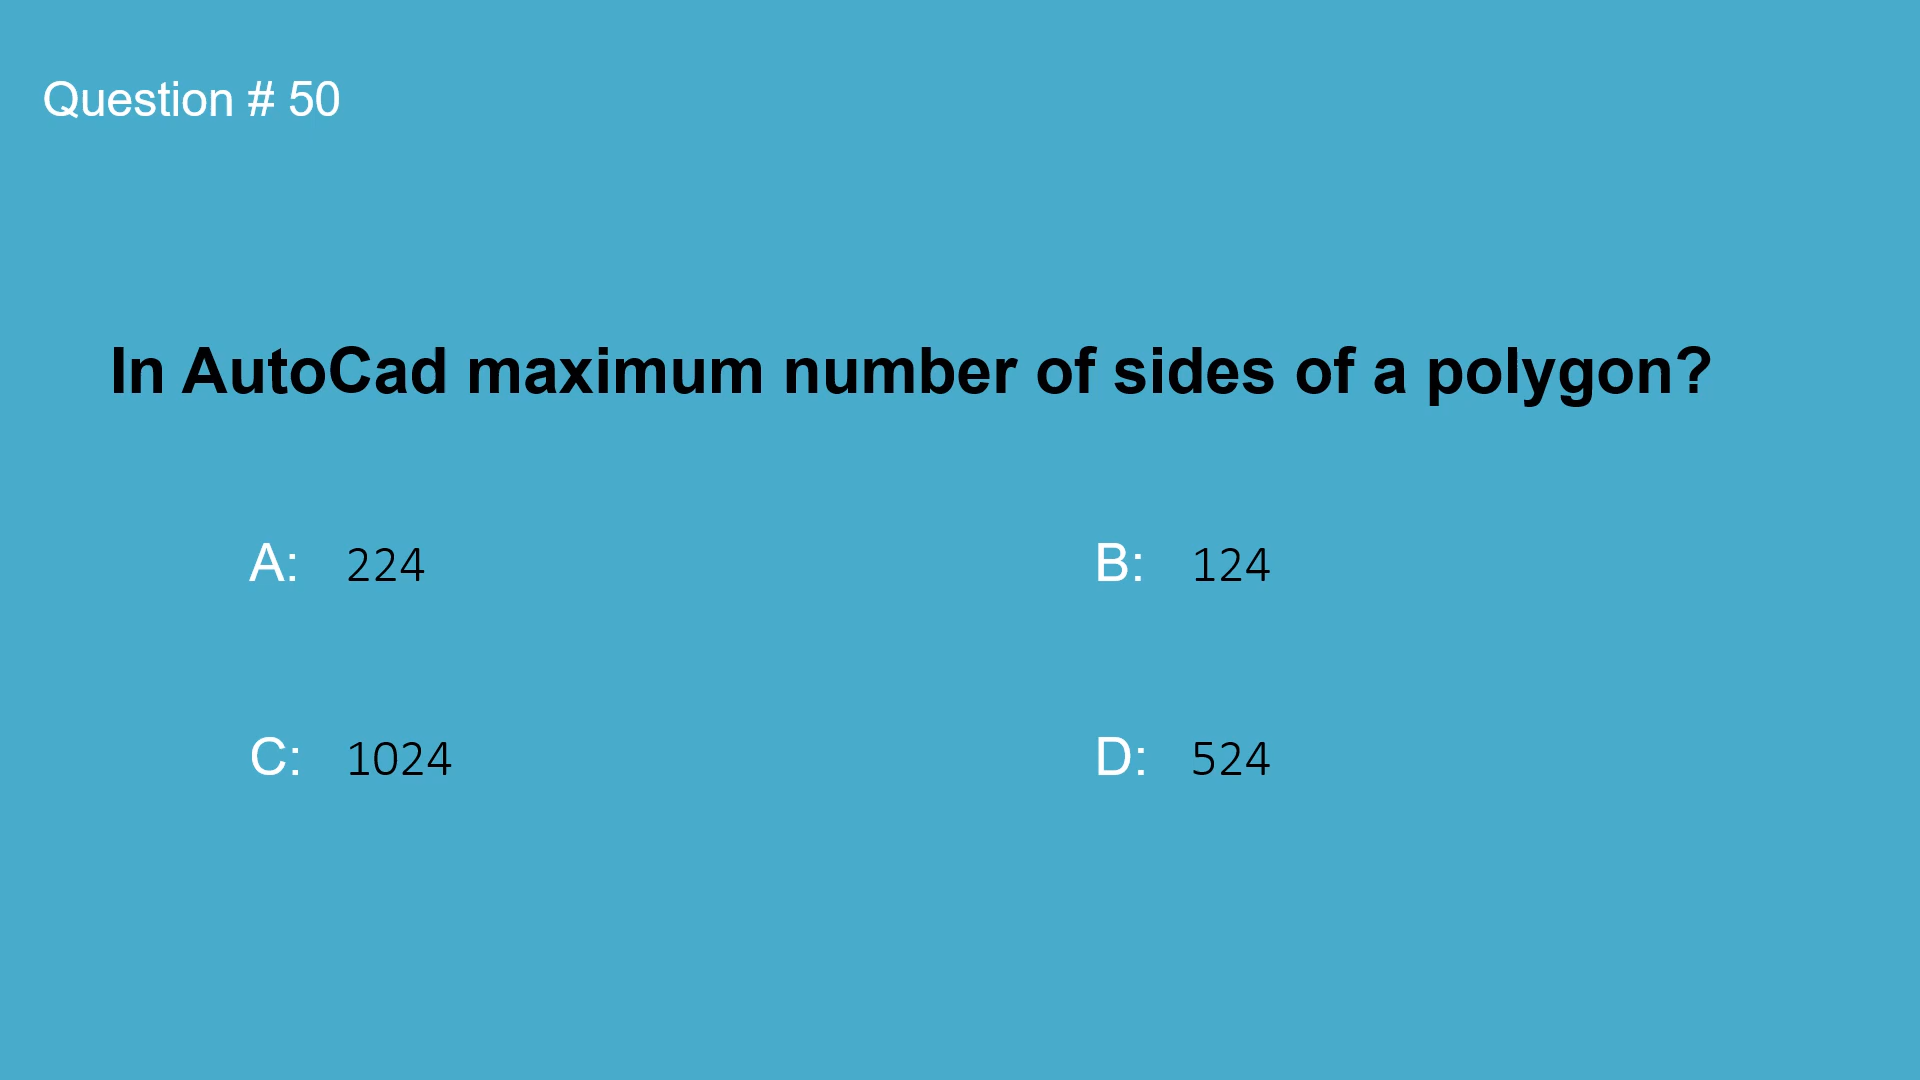 Question # 50
In AutoCad maximum number of sides of a polygon?
A: 224
B: 124
C: 1024
D: 524